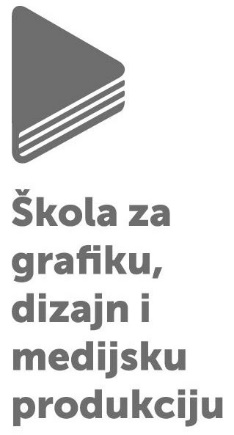 Škola za
grafiku,
dizajn i
medijsku
produkciju